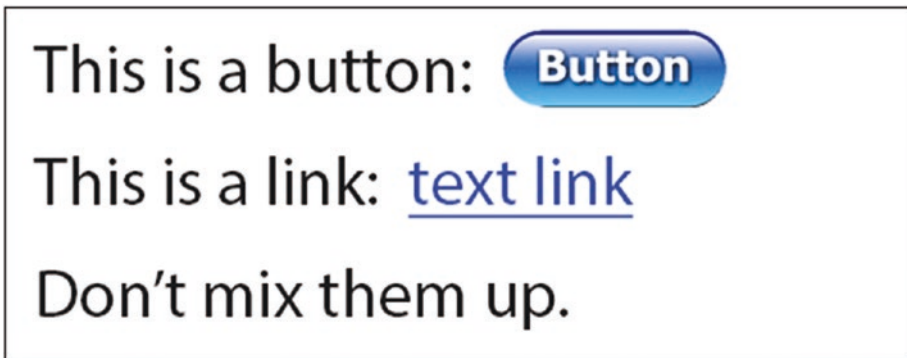 This is a button: Button
This is a link: text link
Don’t mix them up.